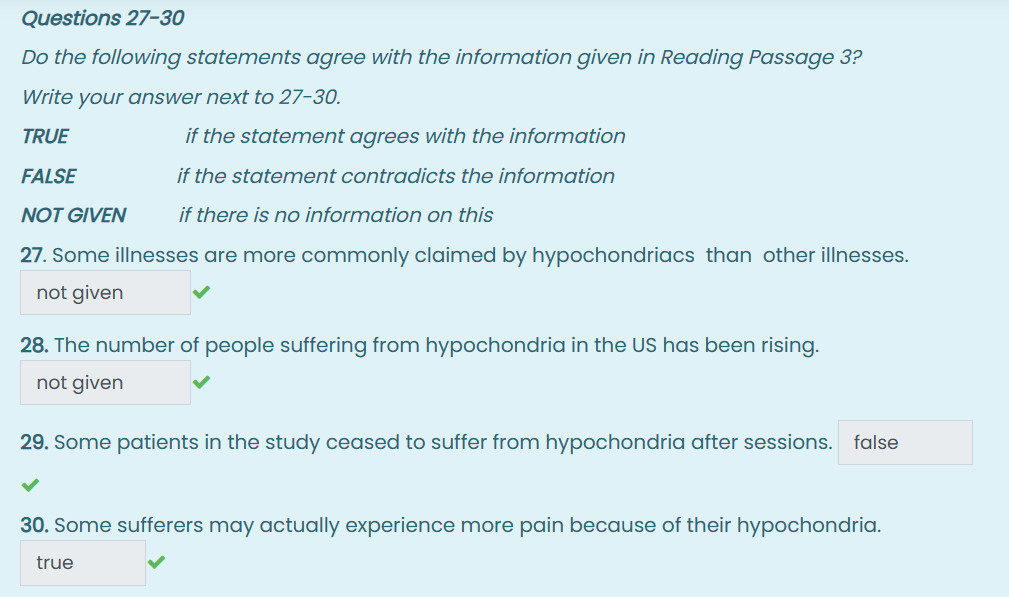 Questions 27-30
Do the following statements agree with the information given in Reading Passage 3?
Write your answer next to 27-30.
TRUE if the statement agrees with the information
FALSE if the statement contradicts the information
NOT GIVEN if there is no information on this
27. Some illnesses are more commonly claimed by hypochondriacs than other illnesses.
not given
28. The number of people suffering from hypochondria in the US has been rising.
not given
29. Some patients in the study ceased to suffer from hypochondria after sessions. false
30. Some sufferers may actually experience more pain because of their hypochondria.
true